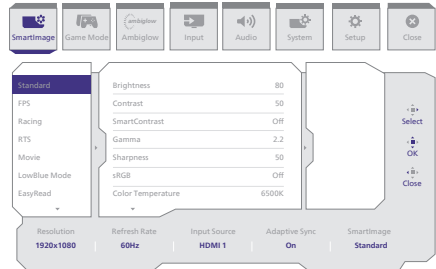 ambiglow
SmartImage Game Mode Ambiglow Input Audio System Setup Close
Standard Brightness 80
FPS Contrast 50
Racing SmartContrast Off
RTS Gamma 2.2
Movie Sharpness 50
LowBlue Mode sRGB Off
EasyRead Color Temperature 6500K
Select
OK
Close
Resolution Refresh Rate Input Source Adaptive Sync SmartImage
1920x1080 60Hz HDMI 1 On Standard